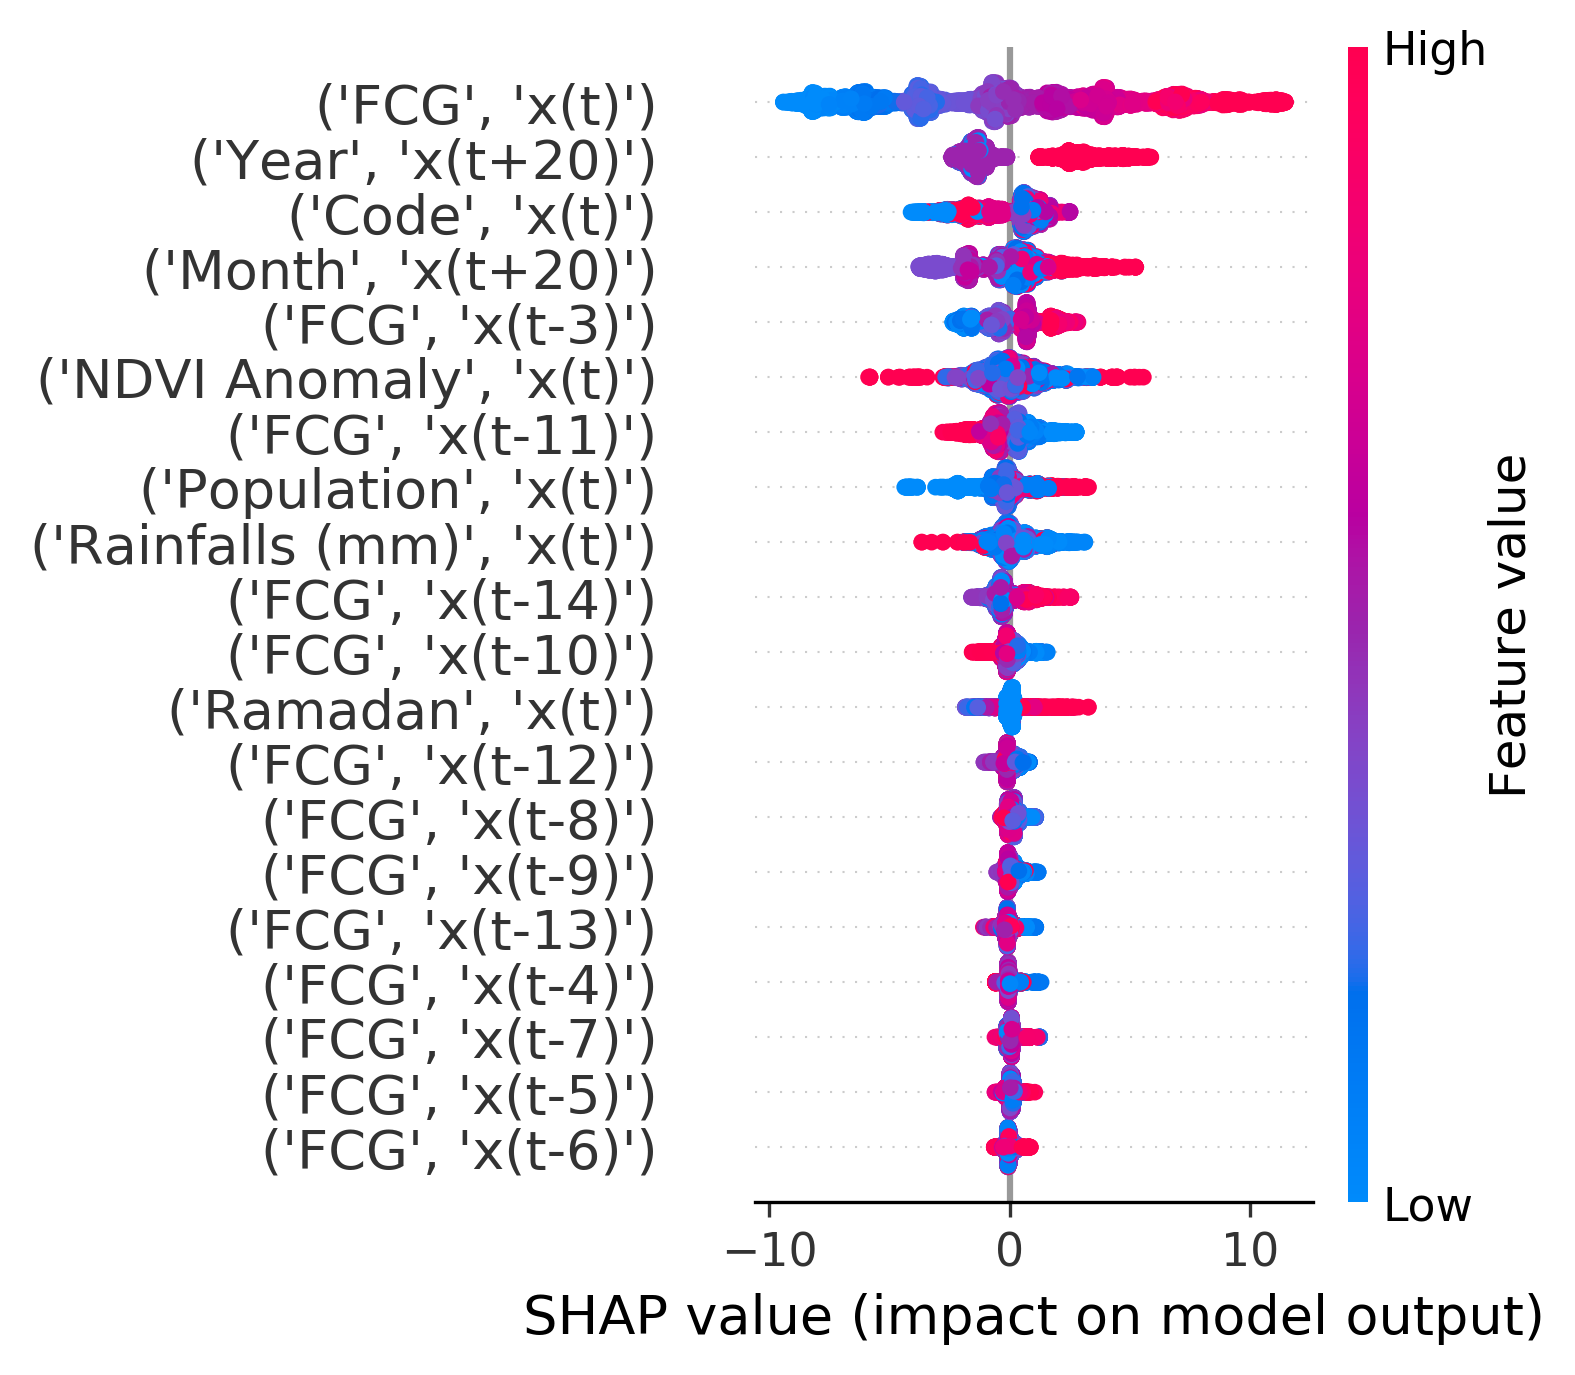 High
('FCG', 'x(t)')
('Year', 'x(t+20)')
('Code', 'x(t)')
('Month', 'x(t+20)')
('FCG', 'x(t-3)')
('NDVI Anomaly', 'x(t)')
('FCG', 'x(t-11)')
('Population', 'x(t)')
('Rainfalls (mm)', 'x(t)')
('FCG', 'x(t-14)')
('FCG', 'x(t-10)')
('Ramadan', 'x(t)')
('FCG', 'x(t-12)')
('FCG', 'x(t-8)')
('FCG', 'x(t-9)')
('FCG', 'x(t-13)')
('FCG', 'x(t-4)')
('FCG', 'x(t-7)')
('FCG', 'x(t-5)')
('FCG', 'x(t-6)')
Feature value
Low
−10 0 10
SHAP value (impact on model output)